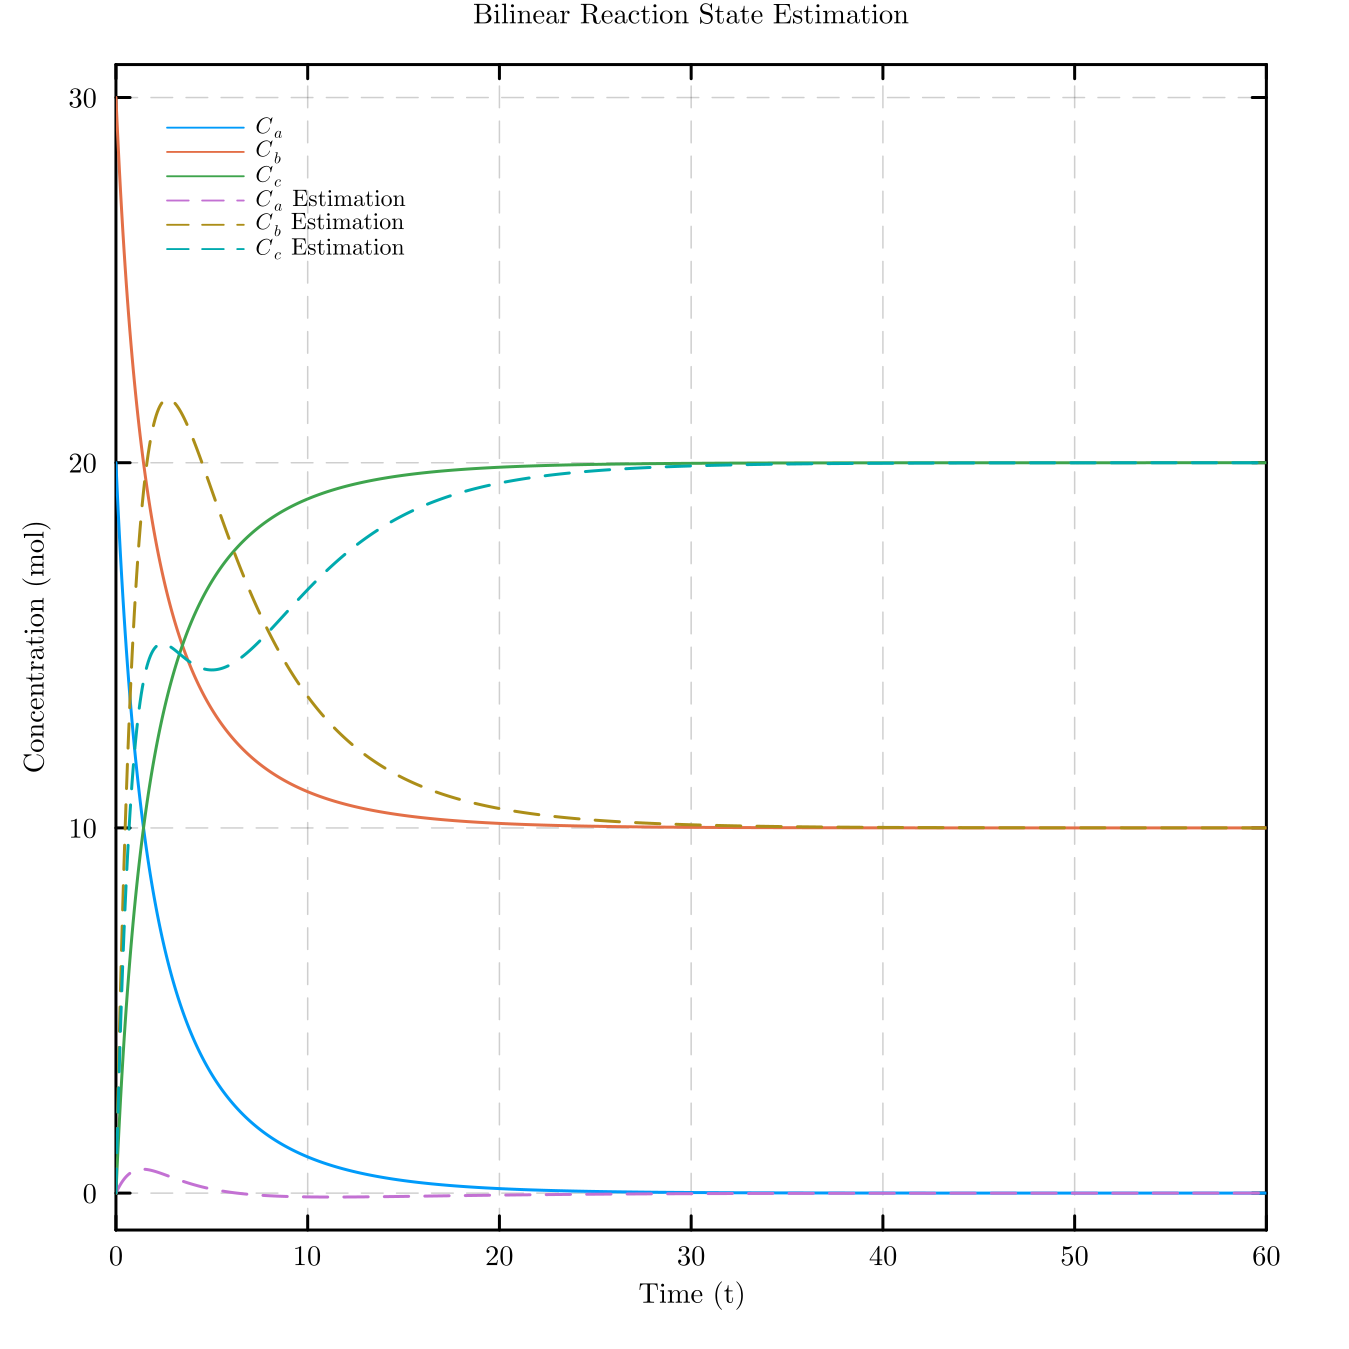 Bilinear Reaction State Estimation
30
20
10
0
Concentration (mol)
C_a
C_b
C_c
C_a Estimation
C_b Estimation
C_c Estimation
0 10 20 30 40 50 60
Time (t)